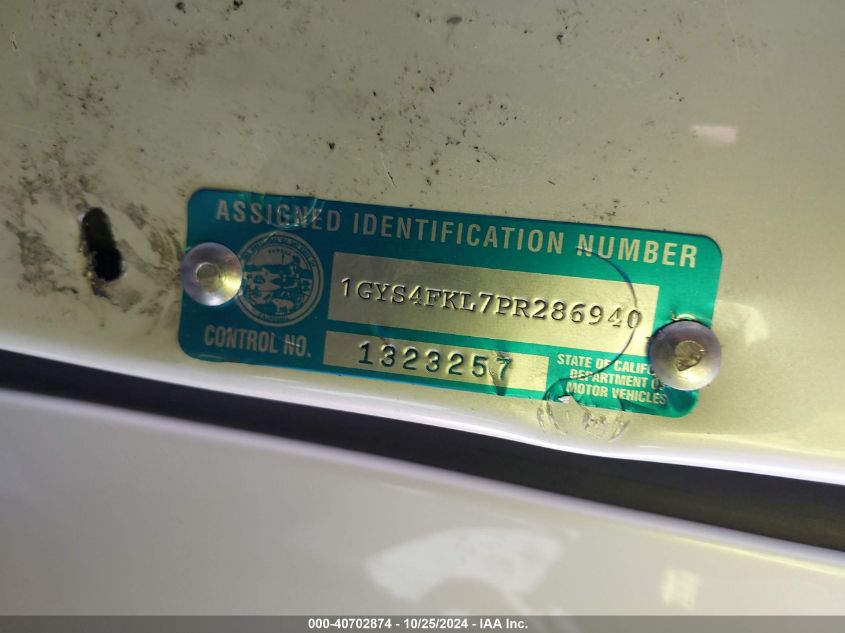 ASSIGNED IDENTIFICATION NUMBER
1GYS4FKL7PR286940
CONTROL NO.
1323257
STATE OF CALIFO
DEPARTMENT OF
MOTOR VEHICLES
000-40702874 - 10/25/2024 - IAA Inc.